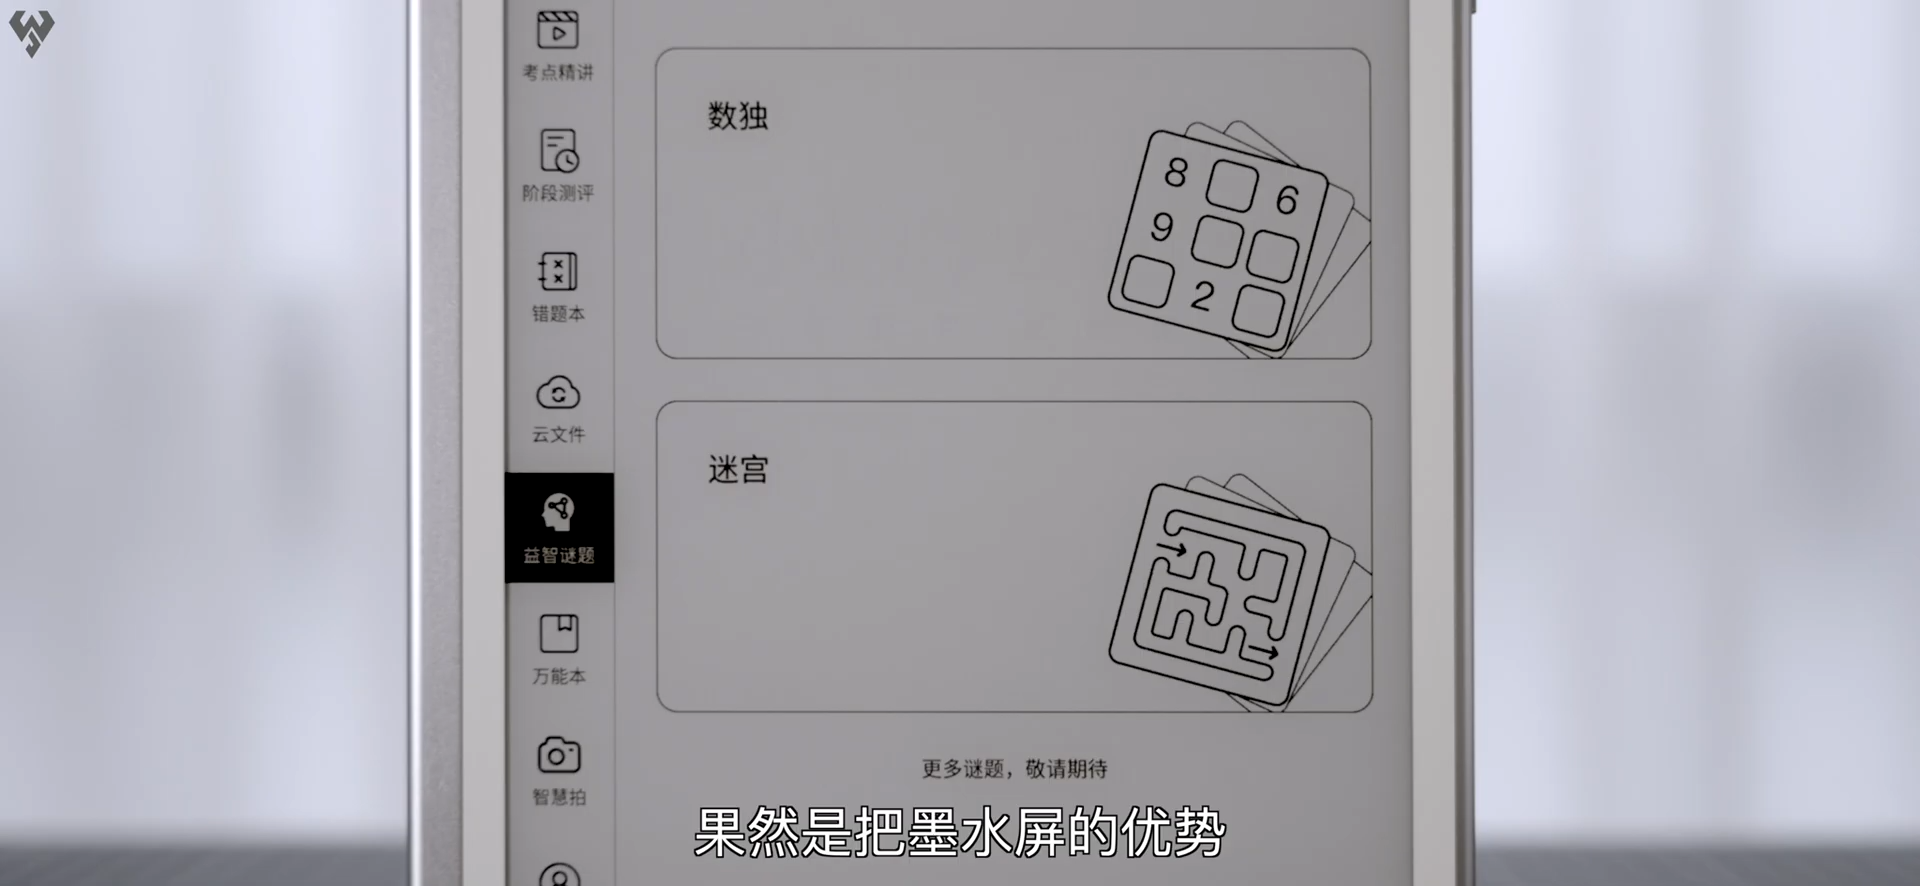 考点精讲
阶段测评
错题本
云文件
益智谜题
万能本
智慧拍
数独
8 6
9
2
迷宫
更多谜题，敬请期待
果然是把墨水屏的优势